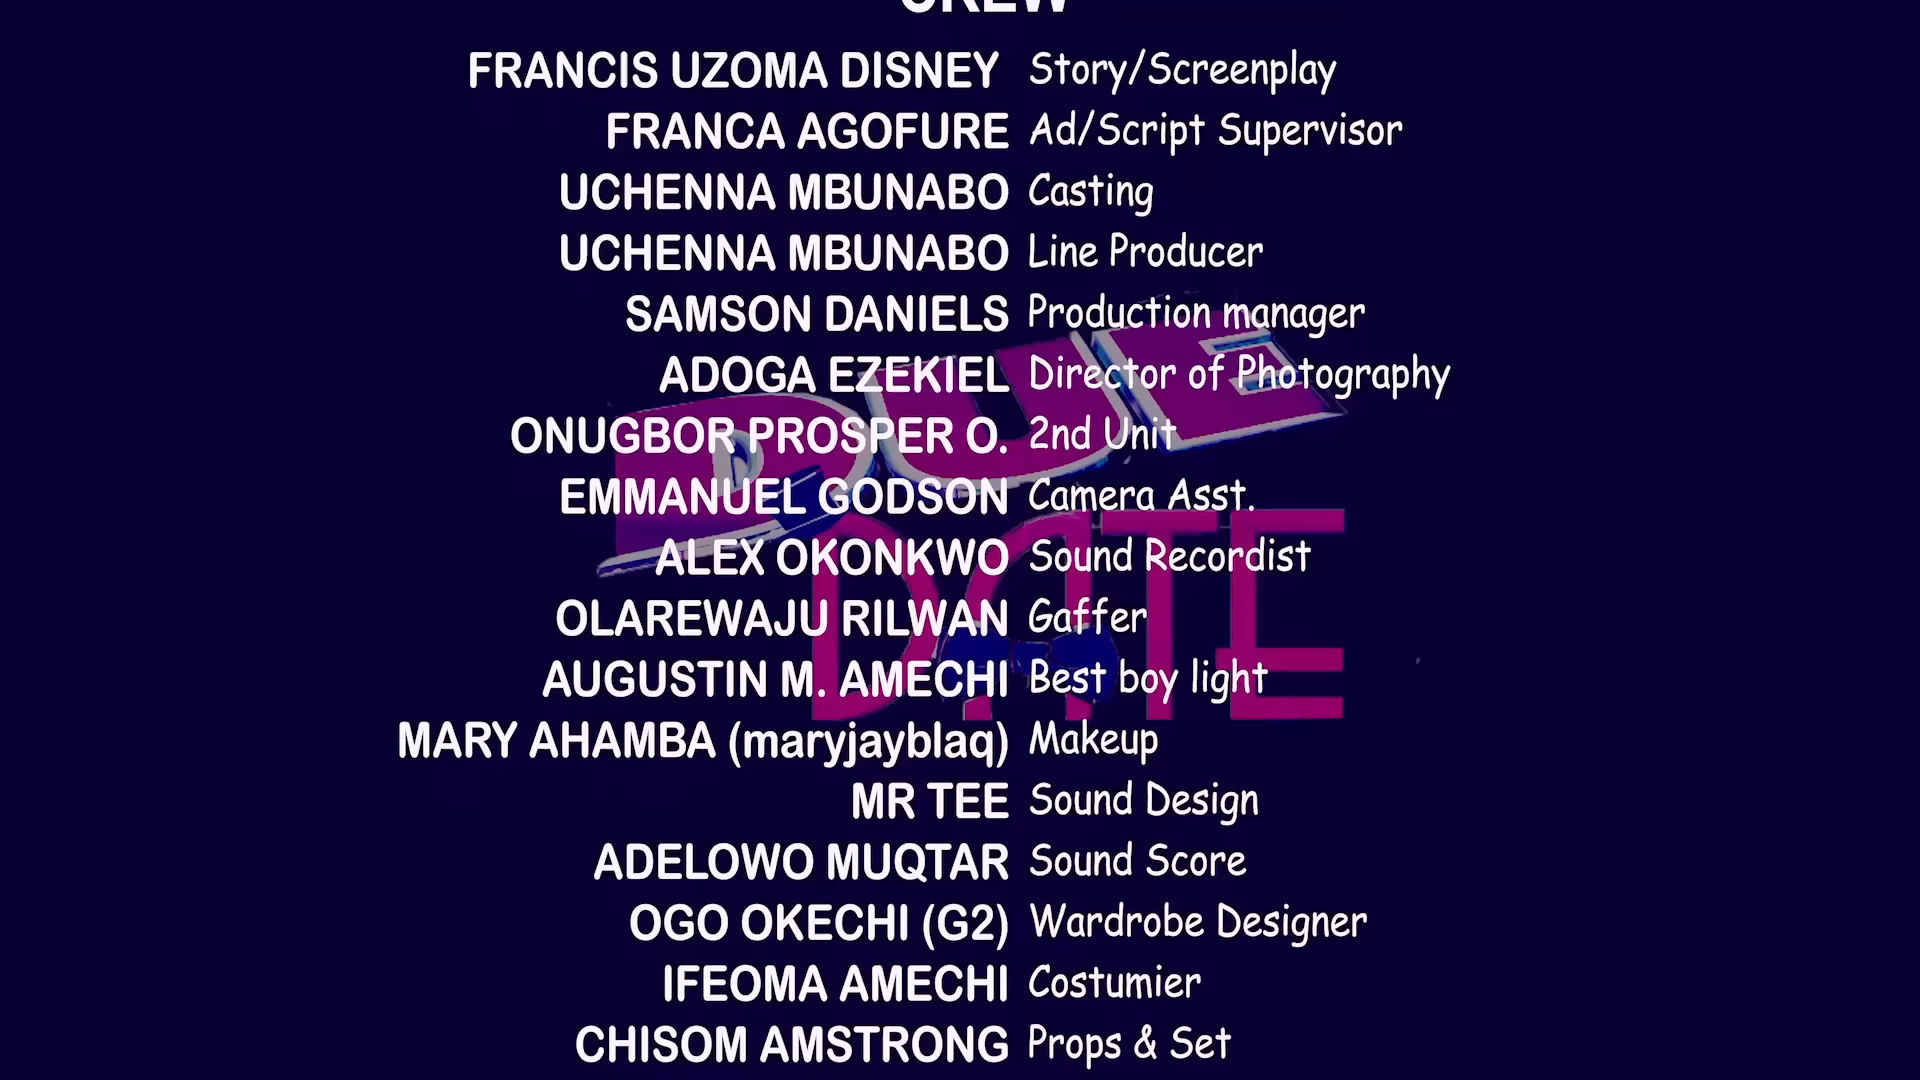 CREW
FRANCIS UZOMA DISNEY Story/Screenplay
FRANCA AGOFURE Ad/Script Supervisor
UCHENNA MBUNABO Casting
UCHENNA MBUNABO Line Producer
SAMSON DANIELS Production manager
ADOGA EZEKIEL Director of Photography
ONUGBOR PROSPER O. 2nd Unit
EMMANUEL GODSON Camera Asst.
ALEX OKONKWO Sound Recordist
OLAREWAJU RILWAN Gaffer
AUGUSTIN M. AMECHI Best boy light
MARY AHAMBA (maryjayblaq) Makeup
MR TEE Sound Design
ADELOWO MUQTAR Sound Score
OGO OKECHI (G2) Wardrobe Designer
IFEOMA AMECHI Costumier
CHISOM AMSTRONG Props & Set
DUE
DATE